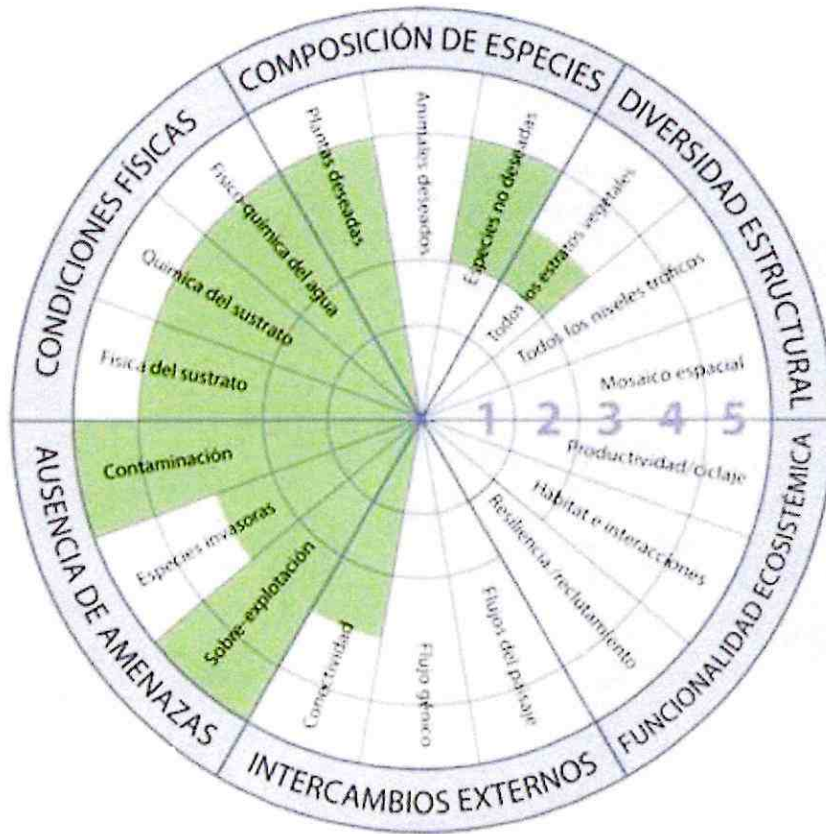 COMPOSICIÓN DE ESPECIES
DIVERSIDAD ESTRUCTURAL
FUNCIONALIDAD ECOSISTÉMICA
INTERCAMBIOS EXTERNOS
AUSENCIA DE AMENAZAS
CONDICIONES FÍSICAS
Plantas deseadas
Animales deseados
Especies no deseadas
Todos los estratos vegetales
Todos los niveles tróficos
Mosaico espacial
1 2 3 4 5
Productividad/ciclaje
Hábitat e interacciones
Resiliencia/reclutamiento
Flujos del paisaje
Flujo génico
Conectividad
Sobre-explotación
Especies invasoras
Contaminación
Física del sustrato
Química del sustrato
Físico-química del agua